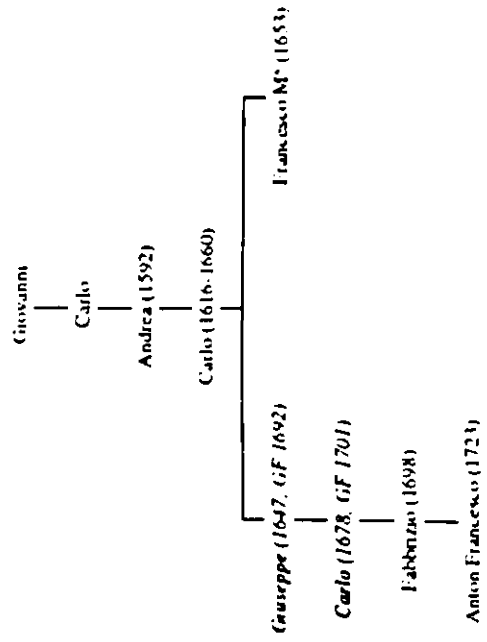 Giovanni
Carlo
Andrea (1592)
Carlo (1616-1660)
Giuseppe (1647, GF 1692)
Francesco Mª (1653)
Carlo (1678, GF 1701)
Fabbrizio (1698)
Anton Francesco (1723)